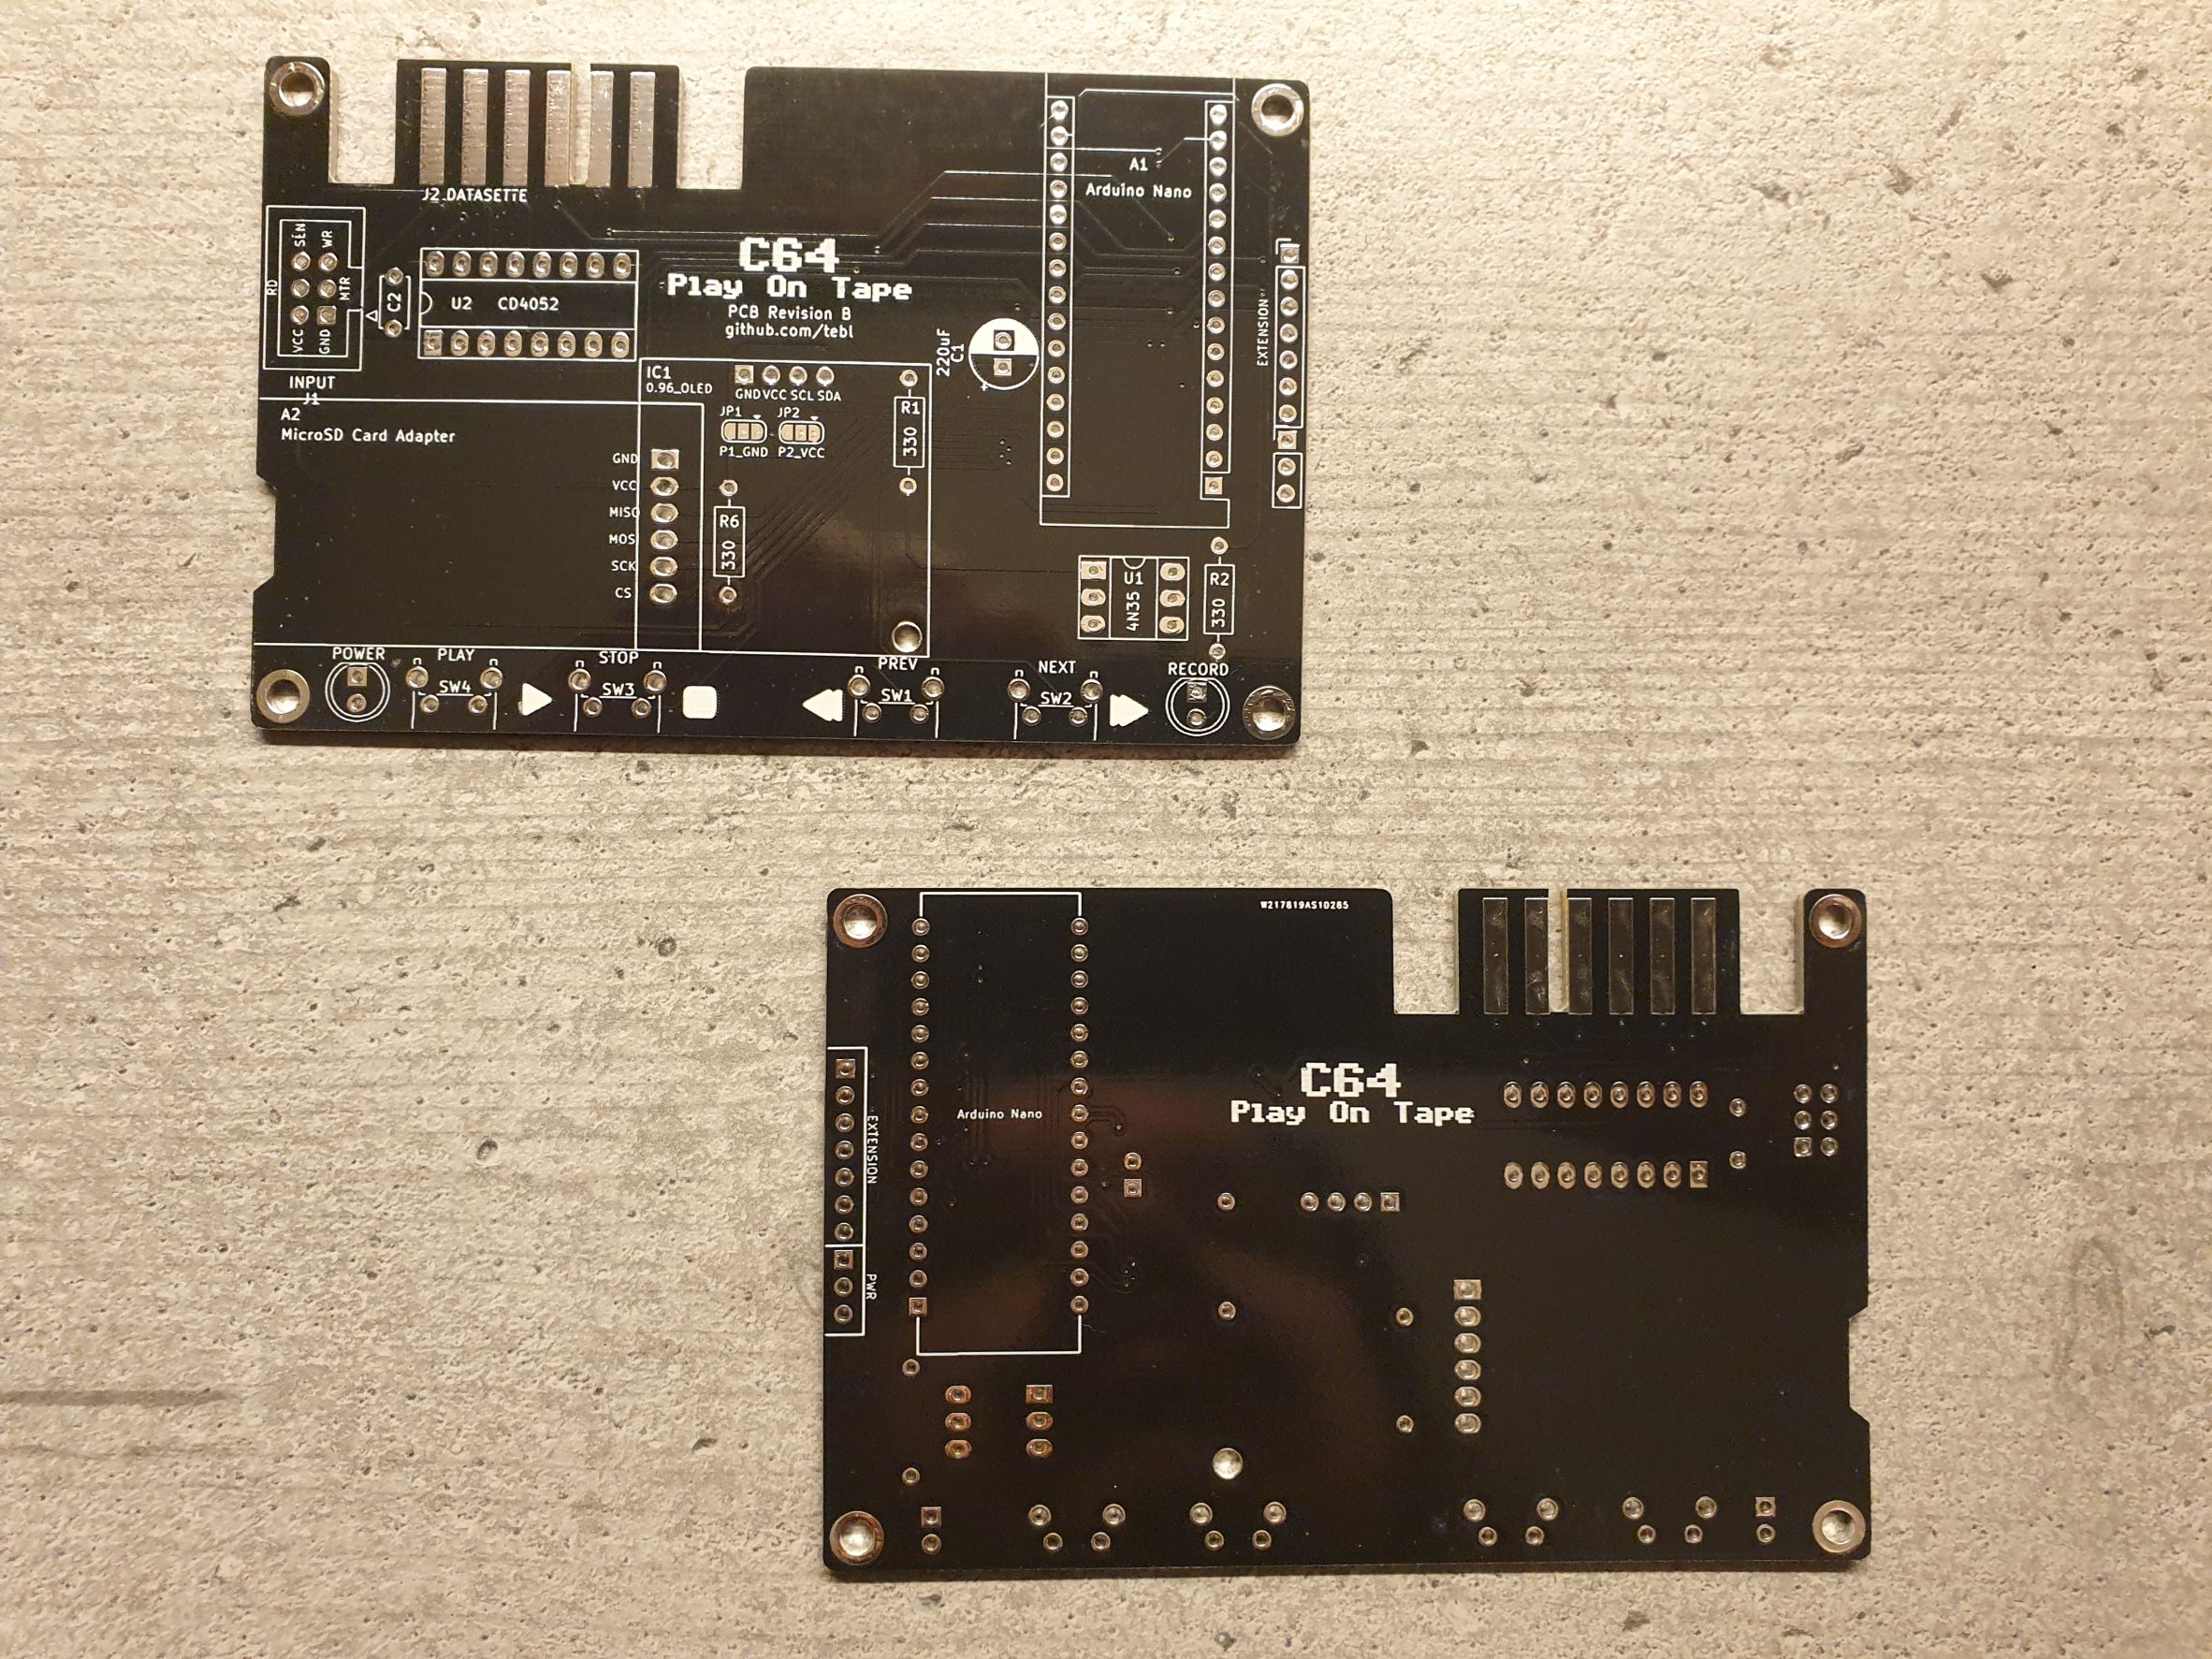 J2 DATASETTE
A1
Arduino Nano
SEN
WR
RD
MTR
VCC
GND
INPUT
J1
C2
U2 CD4052
C64
Play On Tape
PCB Revision B
github.com/tebl
220uF
C1
EXTENSION
IC1
0.96_OLED
GND VCC SCL SDA
JP1
JP2
P1_GND
P2_VCC
R1
330
A2
MicroSD Card Adapter
GND
VCC
MISO
MOSI
SCK
CS
R6
330
U1
4N35
R2
330
POWER
PLAY
SW4
STOP
SW3
PREV
SW1
NEXT
SW2
RECORD
W217619AS10285
C64
Play On Tape
Arduino Nano
EXTENSION
PWR